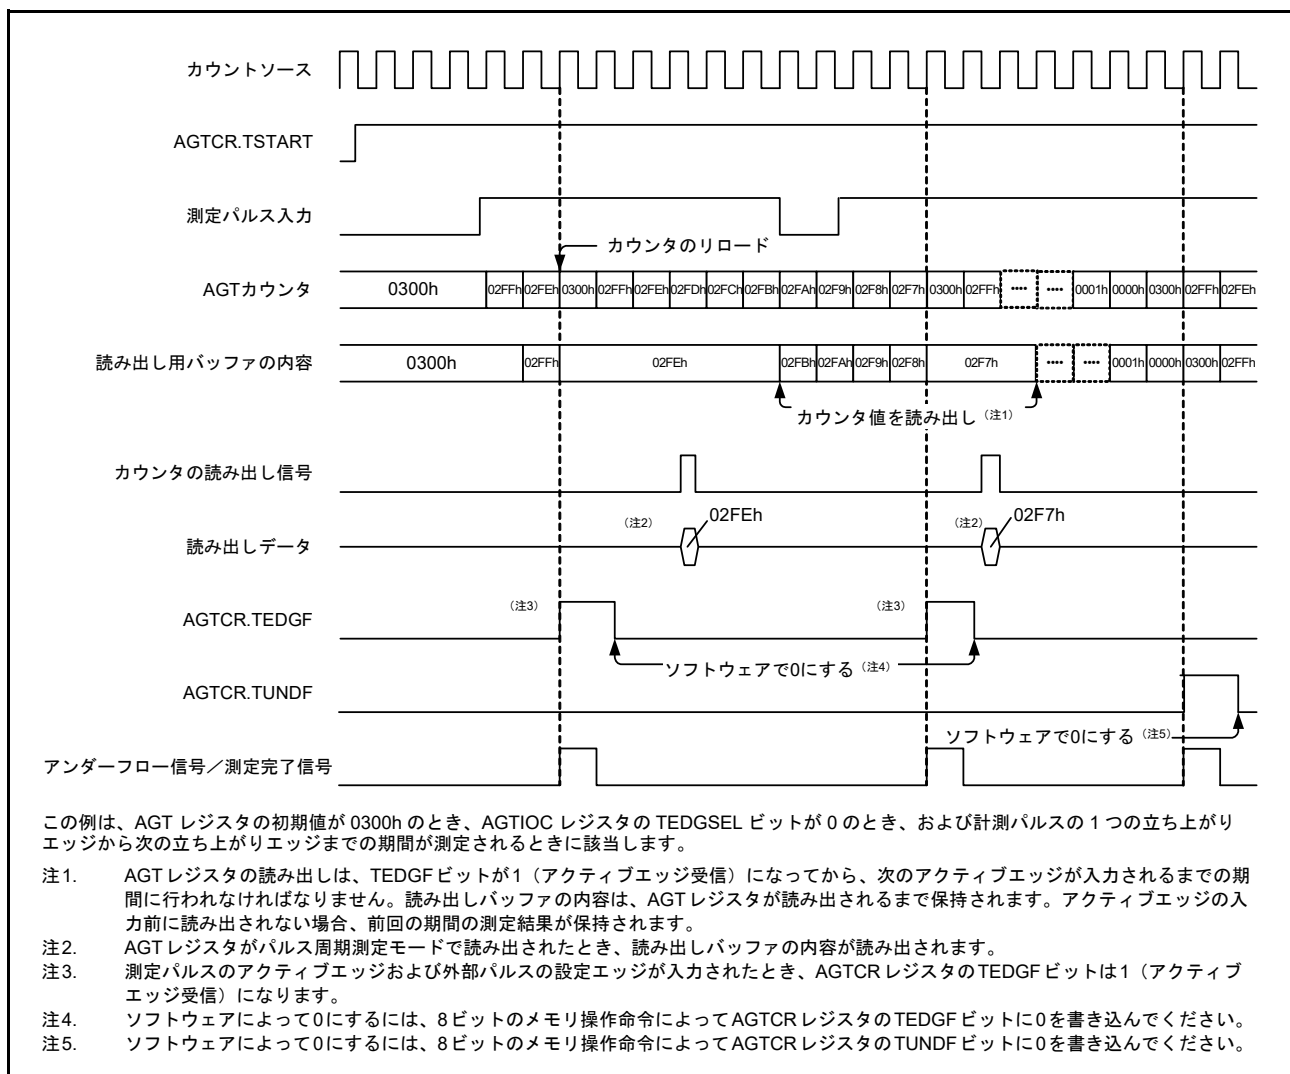 カウントソース
AGTCR.TSTART
測定パルス入力
カウンタのリロード
AGTカウンタ
0300h 02FFh 02FEh 0300h 02FFh 02FEh 02FDh 02FCh 02FBh 02FAh 02F9h 02F8h 02F7h 0300h 02FFh •••• •••• 0001h 0000h 0300h 02FFh 02FEh
読み出し用バッファの内容
0300h 02FFh 02FEh 02FBh 02FAh 02F9h 02F8h 02F7h •••• •••• 0001h 0000h 0300h 02FFh
カウンタ値を読み出し（注1）
カウンタの読み出し信号
（注2） 02FEh （注2） 02F7h
読み出しデータ
（注3） （注3）
AGTCR.TEDGF
ソフトウェアで0にする（注4）
AGTCR.TUNDF
ソフトウェアで0にする（注5）
アンダーフロー信号／測定完了信号
この例は、AGT レジスタの初期値が 0300h のとき、AGTIOC レジスタの TEDGSEL ビットが 0 のとき、および計測パルスの 1 つの立ち上がり
エッジから次の立ち上がりエッジまでの期間が測定されるときに該当します。
注1. AGTレジスタの読み出しは、TEDGFビットが1（アクティブエッジ受信）になってから、次のアクティブエッジが入力されるまでの期
間に行われなければなりません。読み出しバッファの内容は、AGTレジスタが読み出されるまで保持されます。アクティブエッジの入
力前に読み出されない場合、前回の期間の測定結果が保持されます。
注2. AGTレジスタがパルス周期測定モードで読み出されたとき、読み出しバッファの内容が読み出されます。
注3. 測定パルスのアクティブエッジおよび外部パルスの設定エッジが入力されたとき、AGTCRレジスタのTEDGFビットは1（アクティブ
エッジ受信）になります。
注4. ソフトウェアによって0にするには、8ビットのメモリ操作命令によってAGTCRレジスタのTEDGFビットに0を書き込んでください。
注5. ソフトウェアによって0にするには、8ビットのメモリ操作命令によってAGTCRレジスタのTUNDFビットに0を書き込んでください。